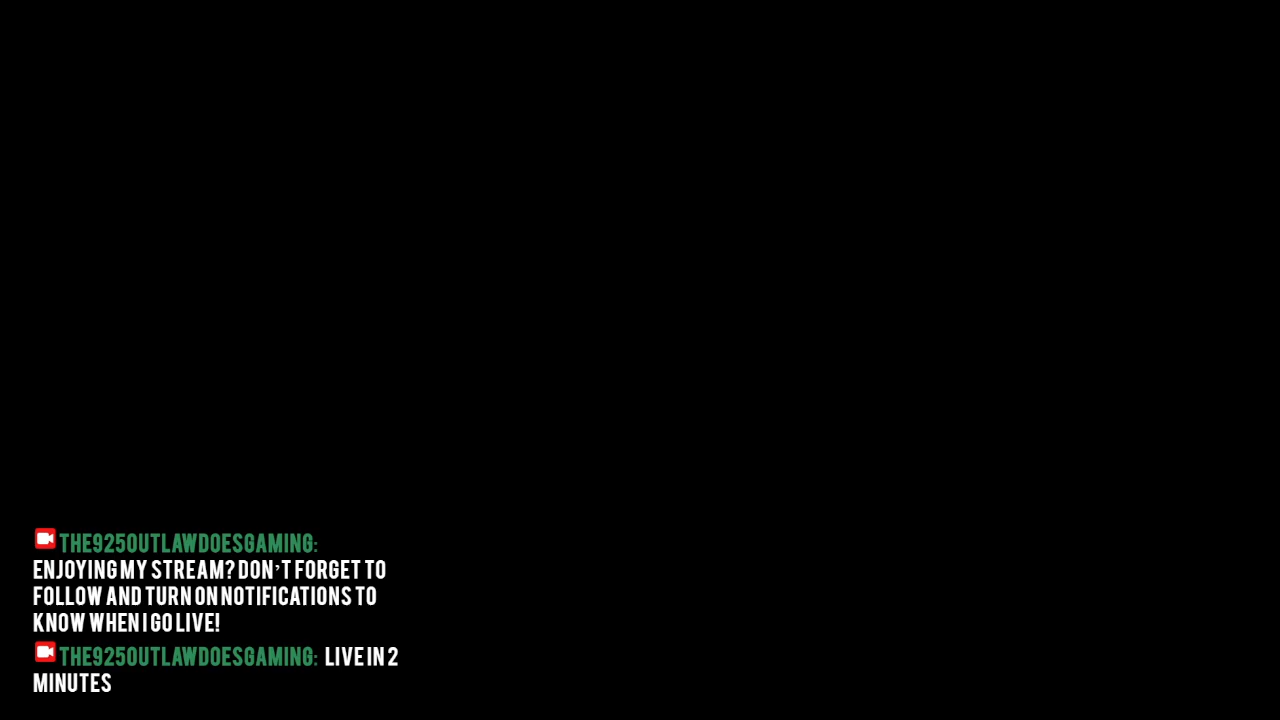 THE925OUTLAWDOESGAMING:
ENJOYING MY STREAM? DON'T FORGET TO
FOLLOW AND TURN ON NOTIFICATIONS TO
KNOW WHEN I GO LIVE!
THE925OUTLAWDOESGAMING: LIVE IN 2
MINUTES